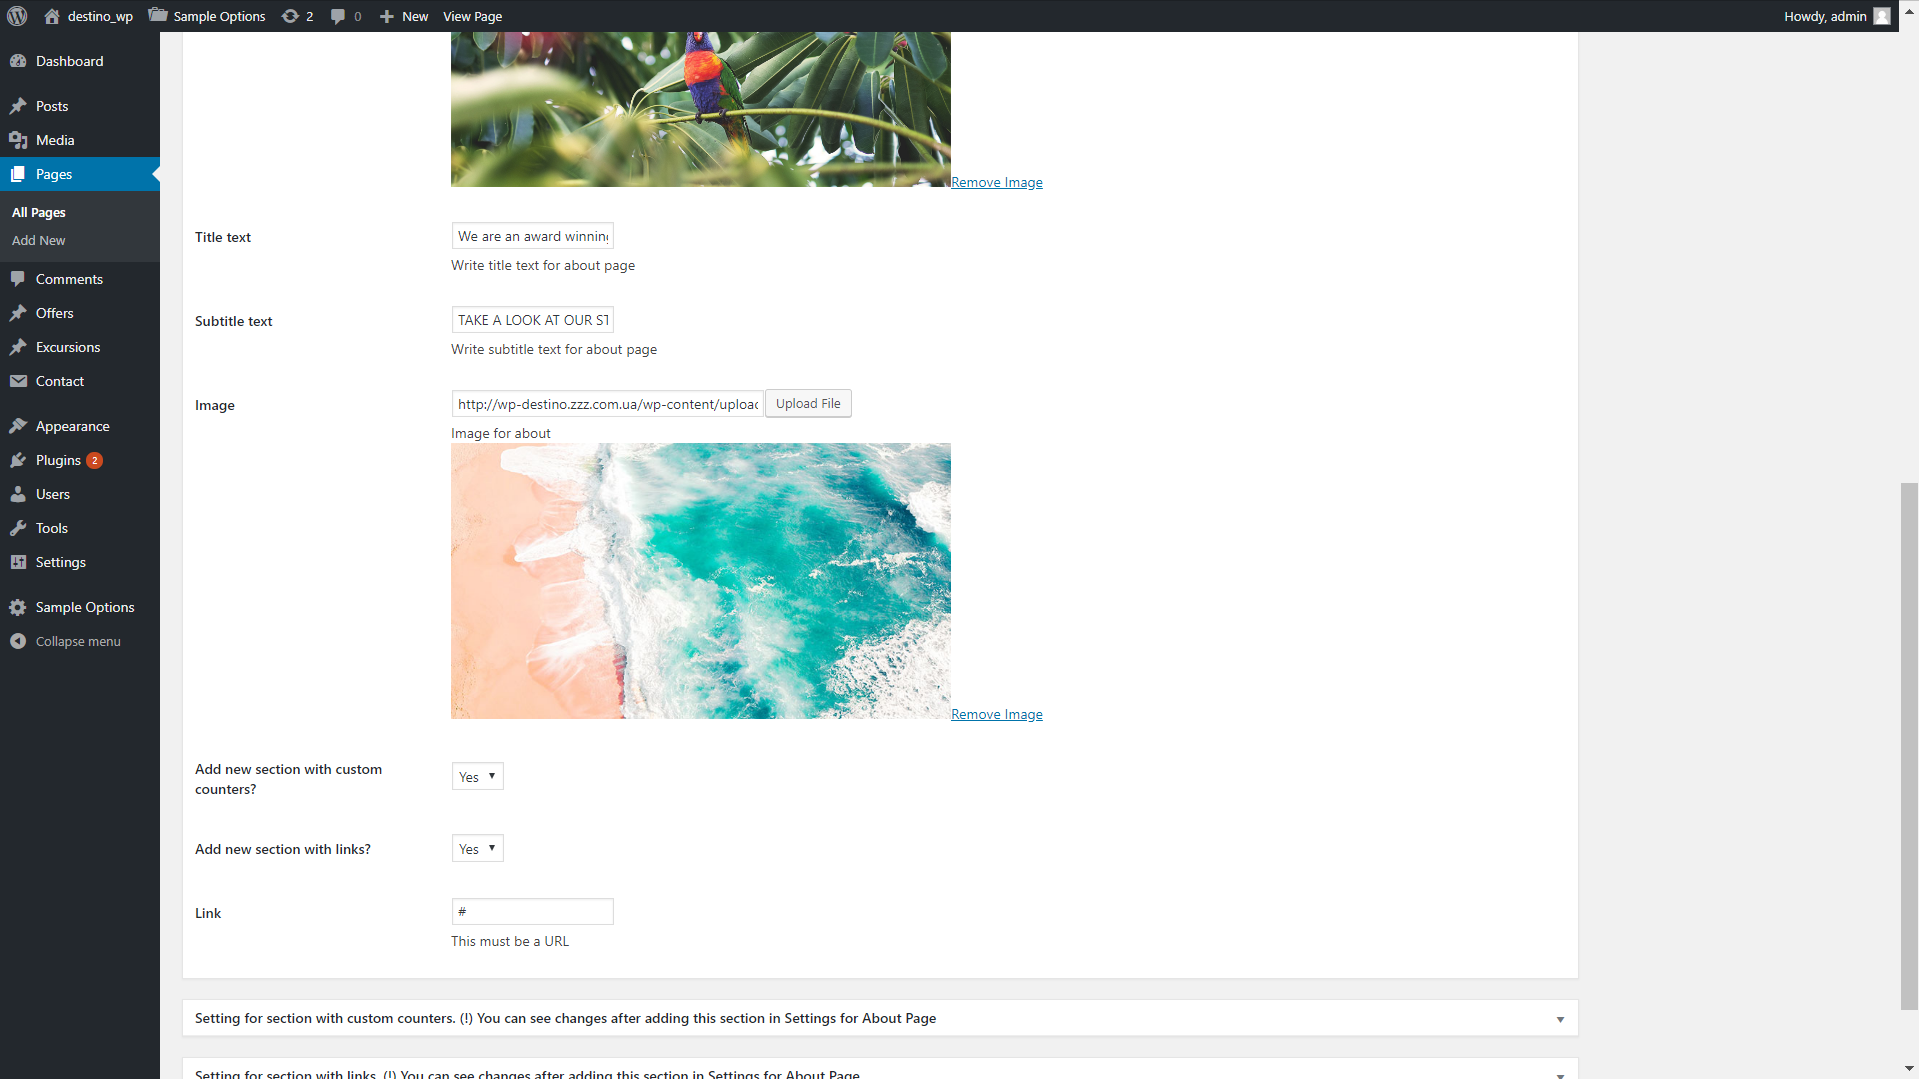 destino_wp Sample Options 2 0 New View Page Howdy, admin
Dashboard
Posts
Media
Pages
All Pages
Add New
Comments
Offers
Excursions
Contact
Appearance
Plugins 2
Users
Tools
Settings
Sample Options
Collapse menu
Remove Image
Title text
We are an award winning
Write title text for about page
Subtitle text
TAKE A LOOK AT OUR ST
Write subtitle text for about page
Image
http://wp-destino.zzz.com.ua/wp-content/upload Upload File
Image for about
Remove Image
Add new section with custom
counters?
Yes
Add new section with links?
Yes
Link
#
This must be a URL
Setting for section with custom counters. (!) You can see changes after adding this section in Settings for About Page
Setting for section with links. (!) You can see changes after adding this section in Settings for About Page